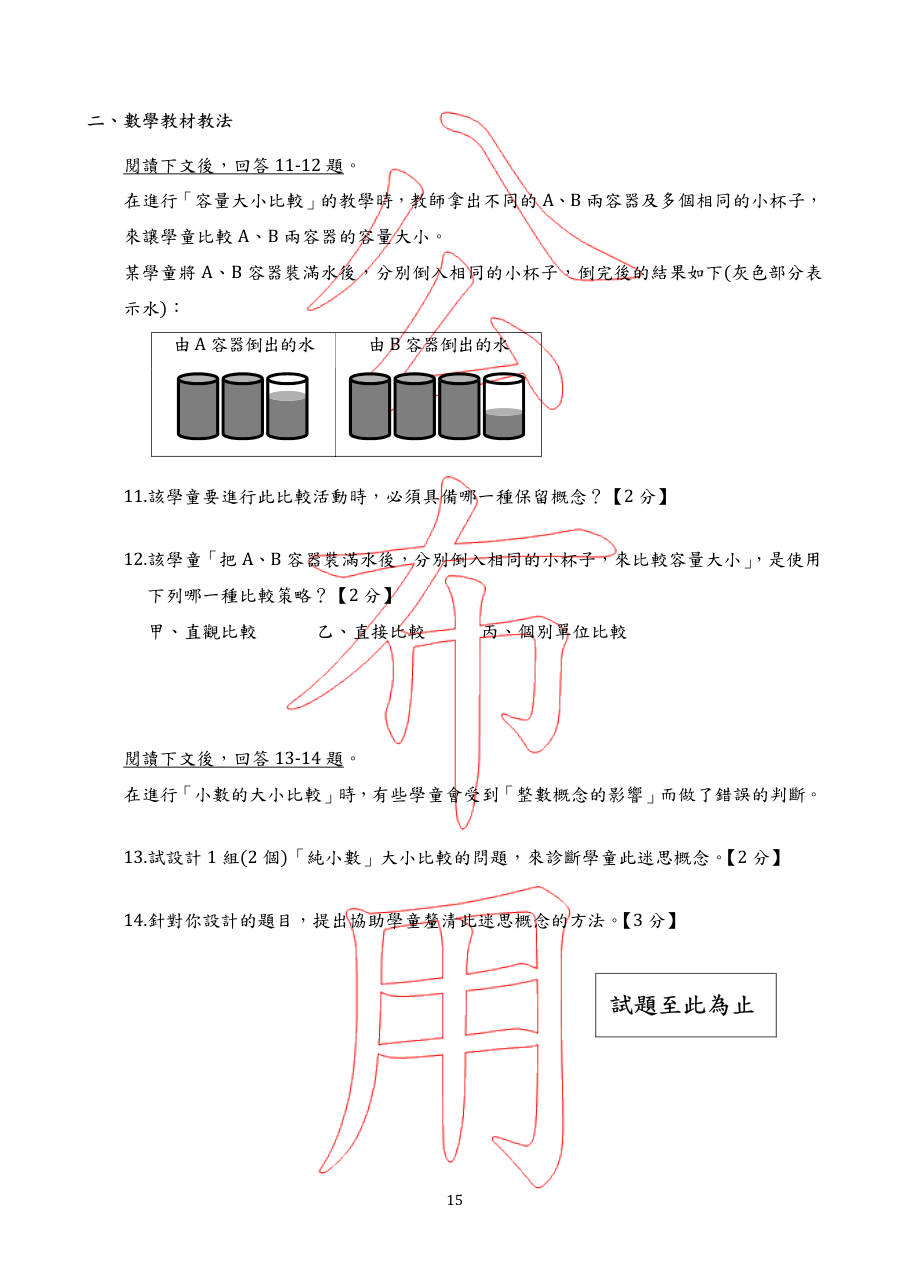 二、數學教材教法
閱讀下文後，回答 11-12 題。
在進行「容量大小比較」的教學時，教師拿出不同的 A、B 兩容器及多個相同的小杯子，
來讓學童比較 A、B 兩容器的容量大小。
某學童將 A、B 容器裝滿水後，分別倒入相同的小杯子，倒完後的結果如下(灰色部分表
示水)：
由 A 容器倒出的水 由 B 容器倒出的水
11.該學童要進行此比較活動時，必須具備哪一種保留概念？【2 分】
12.該學童「把 A、B 容器裝滿水後，分別倒入相同的小杯子，來比較容量大小」，是使用
下列哪一種比較策略？【2 分】
甲、直觀比較 乙、直接比較 丙、個別單位比較
閱讀下文後，回答 13-14 題。
在進行「小數的大小比較」時，有些學童會受到「整數概念的影響」而做了錯誤的判斷。
13.試設計 1 組(2 個)「純小數」大小比較的問題，來診斷學童此迷思概念。【2 分】
14.針對你設計的題目，提出協助學童釐清此迷思概念的方法。【3 分】
試題至此為止
15
公
布
用